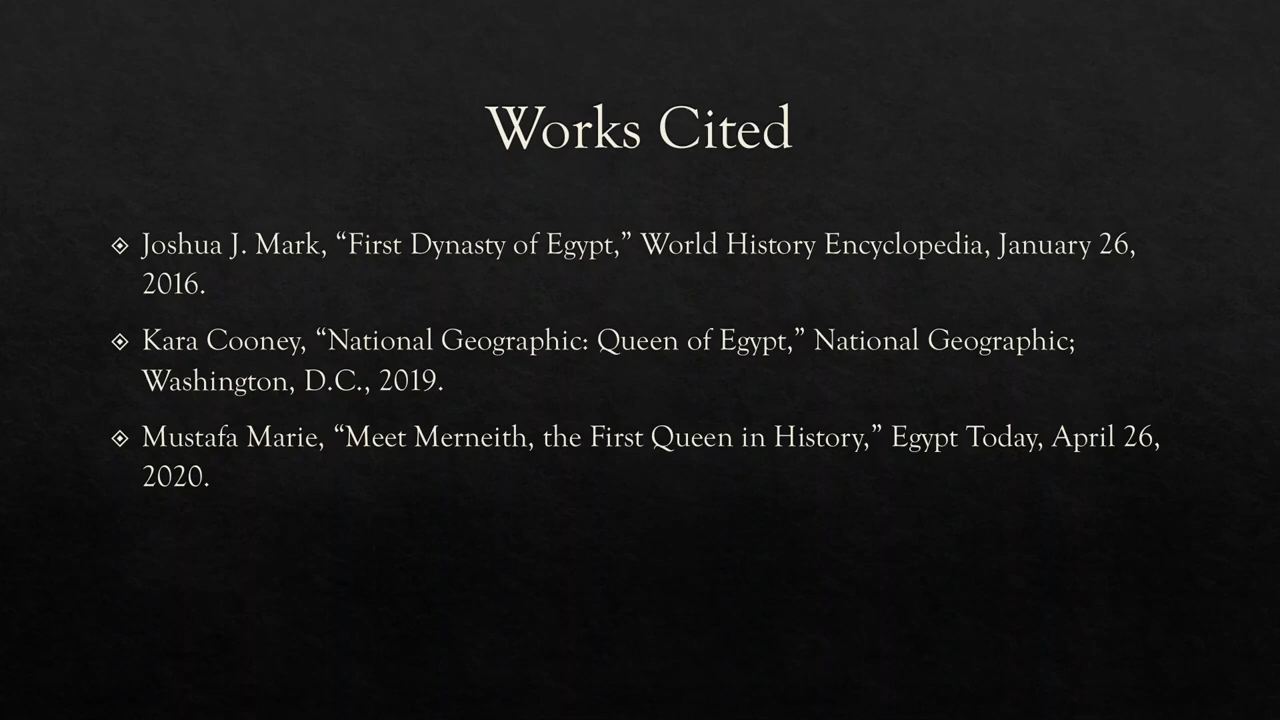 Works Cited
Joshua J. Mark, “First Dynasty of Egypt,” World History Encyclopedia, January 26,
2016.
Kara Cooney, “National Geographic: Queen of Egypt,” National Geographic;
Washington, D.C., 2019.
Mustafa Marie, “Meet Merneith, the First Queen in History,” Egypt Today, April 26,
2020.